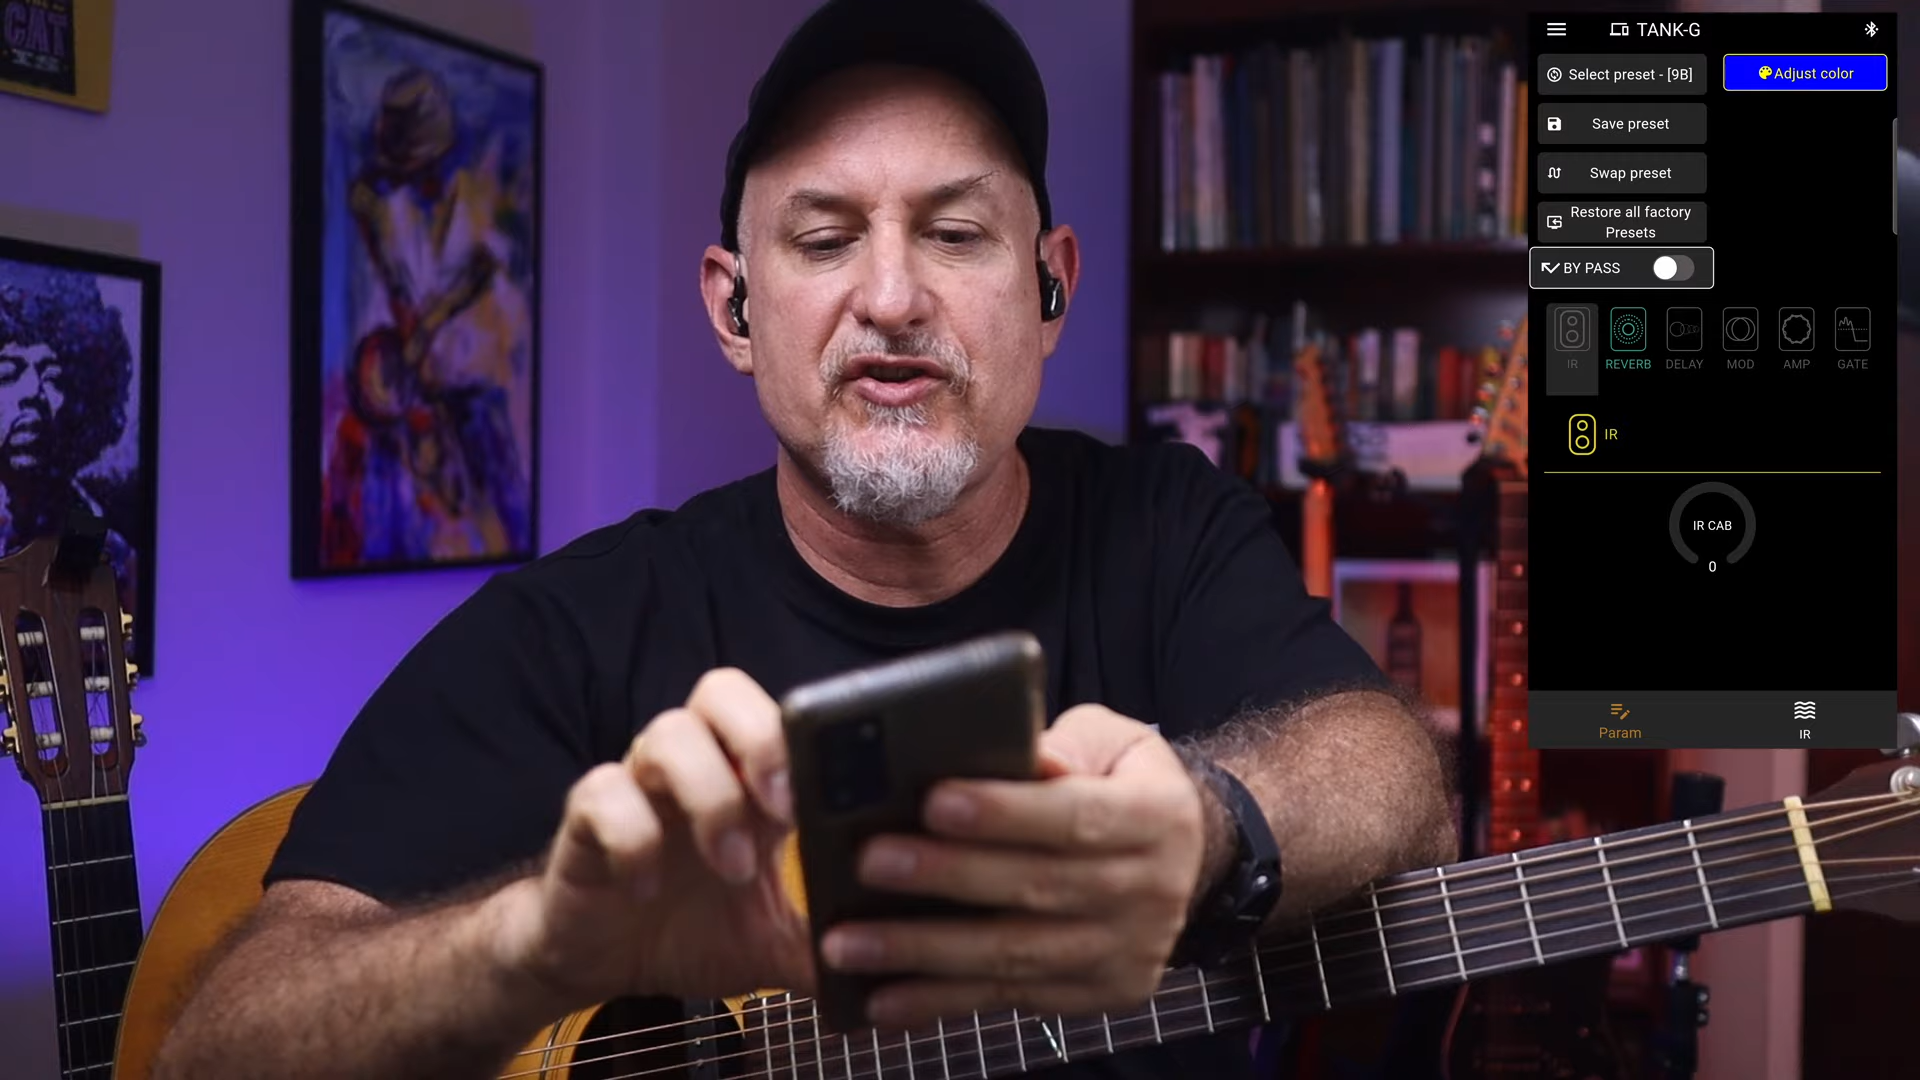 CAT
TANK-G
Select preset - [9B]
Adjust color
Save preset
Swap preset
Restore all factory
Presets
BY PASS
IR
REVERB
DELAY
MOD
AMP
GATE
IR
IR CAB
0
Param
IR